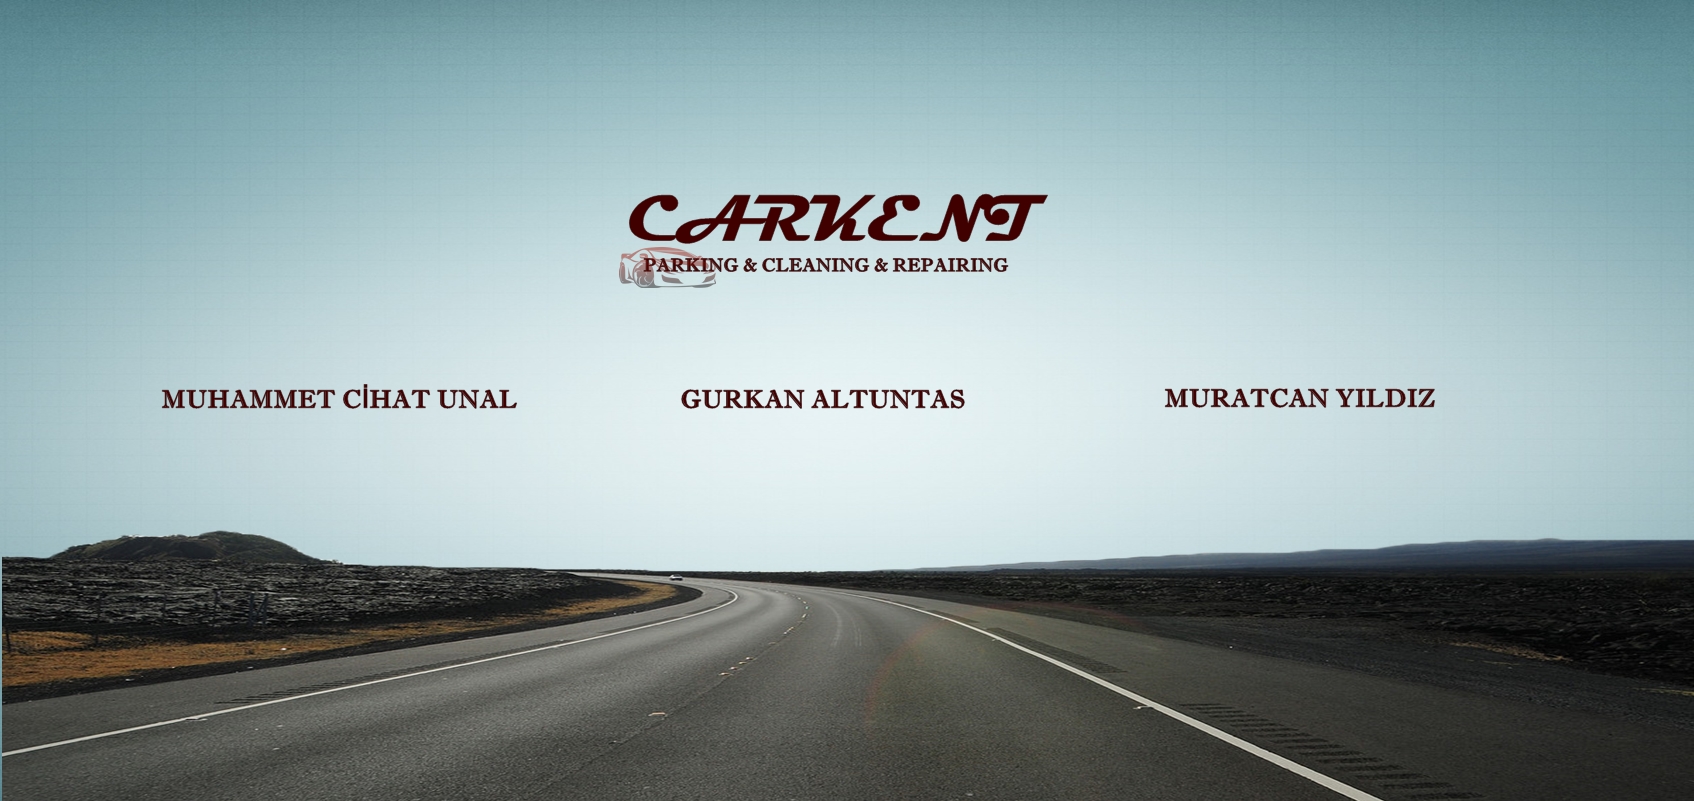 CARKENT
PARKING & CLEANING & REPAIRING
MUHAMMET CİHAT UNAL
GURKAN ALTUNTAS
MURATCAN YILDIZ